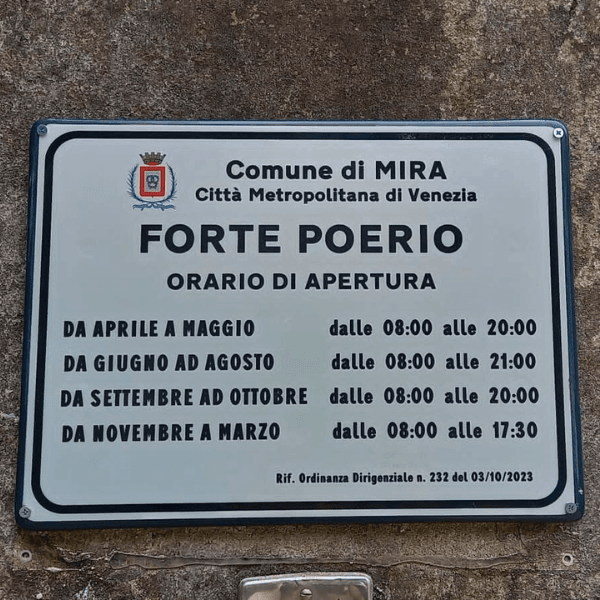 Comune di MIRA
Città Metropolitana di Venezia
FORTE POERIO
ORARIO DI APERTURA
DA APRILE A MAGGIO dalle 08:00 alle 20:00
DA GIUGNO AD AGOSTO dalle 08:00 alle 21:00
DA SETTEMBRE AD OTTOBRE dalle 08:00 alle 20:00
DA NOVEMBRE A MARZO dalle 08:00 alle 17:30
Rif. Ordinanza Dirigenziale n. 232 del 03/10/2023